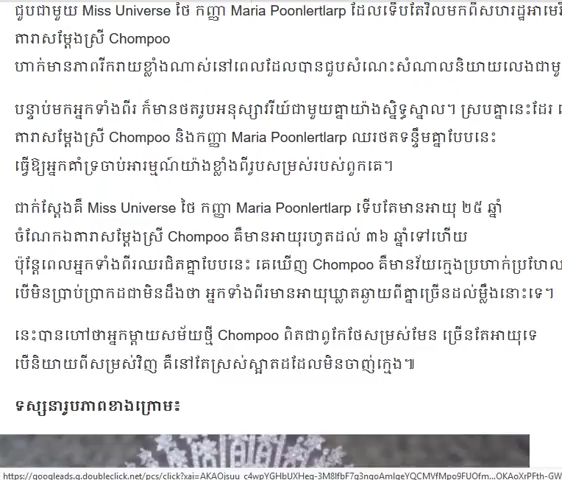 ជួបជាមួយ Miss Universe ថៃ កញ្ញា Maria Poonlertlarp ដែលទើបតែវិលមកពីសហរដ្ឋអាមេរិ
តារាសម្ដែងស្រី Chompoo
ហាក់មានភាពរីករាយខ្លាំងណាស់នៅពេលដែលបានជួបសំណេះសំណាលនិយាយលេងជាមួ
បន្ទាប់មកអ្នកទាំងពីរ ក៏មានថតរូបអនុស្សាវរីយ៍ជាមួយគ្នាយ៉ាងស្និទ្ធស្នាល។ ស្របគ្នានេះដែរ
តារាសម្ដែងស្រី Chompoo និងកញ្ញា Maria Poonlertlarp ឈរថតទន្ទឹមគ្នាបែបនេះ
ធ្វើឱ្យអ្នកគាំទ្រចាប់អារម្មណ៍យ៉ាងខ្លាំងពីរូបសម្រស់របស់ពួកគេ។
ជាក់ស្ដែងគឺ Miss Universe ថៃ កញ្ញា Maria Poonlertlarp ទើបតែមានអាយុ ២៥ ឆ្នាំ
ចំណែកឯតារាសម្ដែងស្រី Chompoo គឺមានអាយុរហូតដល់ ៣៦ ឆ្នាំទៅហើយ
ប៉ុន្តែពេលអ្នកទាំងពីរឈរជិតគ្នាបែបនេះ គេឃើញ Chompoo គឺមានវ័យក្មេងប្រហាក់ប្រហែល
បើមិនប្រាប់ប្រាកដជាមិនដឹងថា អ្នកទាំងពីរមានអាយុឃ្លាតឆ្ងាយពីគ្នាច្រើនដល់ម្លឹងនោះទេ។
នេះបានហៅថាអ្នកម្ដាយសម័យថ្មី Chompoo ពិតជាពូកែថែសម្រស់មែន ច្រើនតែអាយុទេ
បើនិយាយពីសម្រស់វិញ គឺនៅតែស្រស់ស្អាតដដែលមិនចាញ់ក្មេង៕
ទស្សនារូបភាពខាងក្រោម៖